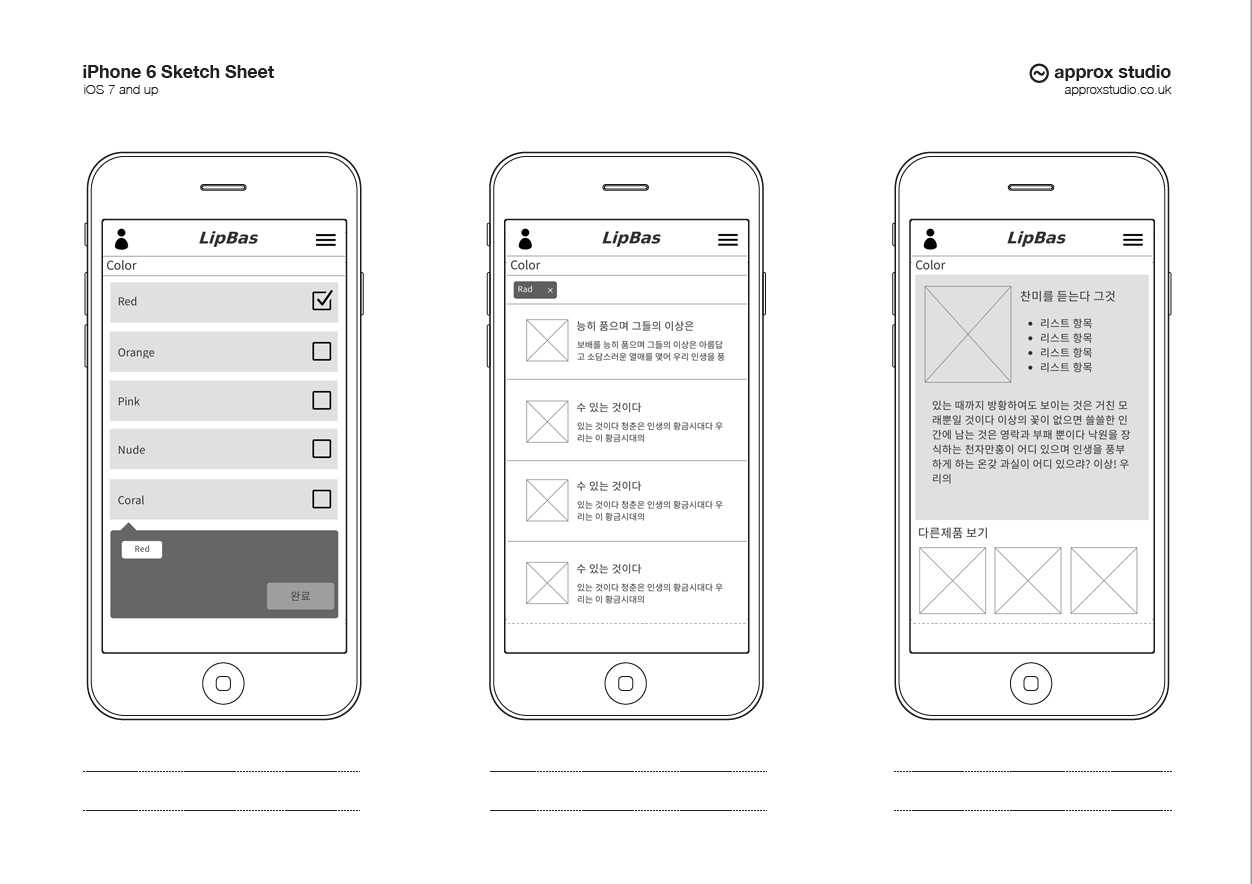 iPhone 6 Sketch Sheet
iOS 7 and up
approx studio
approxstudio.co.uk
LipBas
Color
Red
Orange
Pink
Nude
Coral
Red
완료
LipBas
Color
Rad ×
능히 품으며 그들의 이상은
보배를 능히 품으며 그들의 이상은 아름답
고 소담스러운 열매를 맺어 우리 인생을 풍
수 있는 것이다
있는 것이다 청춘은 인생의 황금시대다 우
리는 이 황금시대의
수 있는 것이다
있는 것이다 청춘은 인생의 황금시대다 우
리는 이 황금시대의
수 있는 것이다
있는 것이다 청춘은 인생의 황금시대다 우
리는 이 황금시대의
LipBas
Color
찬미를 듣는다 그것
• 리스트 항목
• 리스트 항목
• 리스트 항목
• 리스트 항목
있는 때까지 방황하여도 보이는 것은 거친 모
래뿐일 것이다 이상의 꽃이 없으면 쓸쓸한 인
간에 남는 것은 영락과 부패 뿐이다 낙원을 장
식하는 천자만홍이 어디 있으며 인생을 풍부
하게 하는 온갖 과실이 어디 있으랴? 이상! 우
리의
다른제품 보기